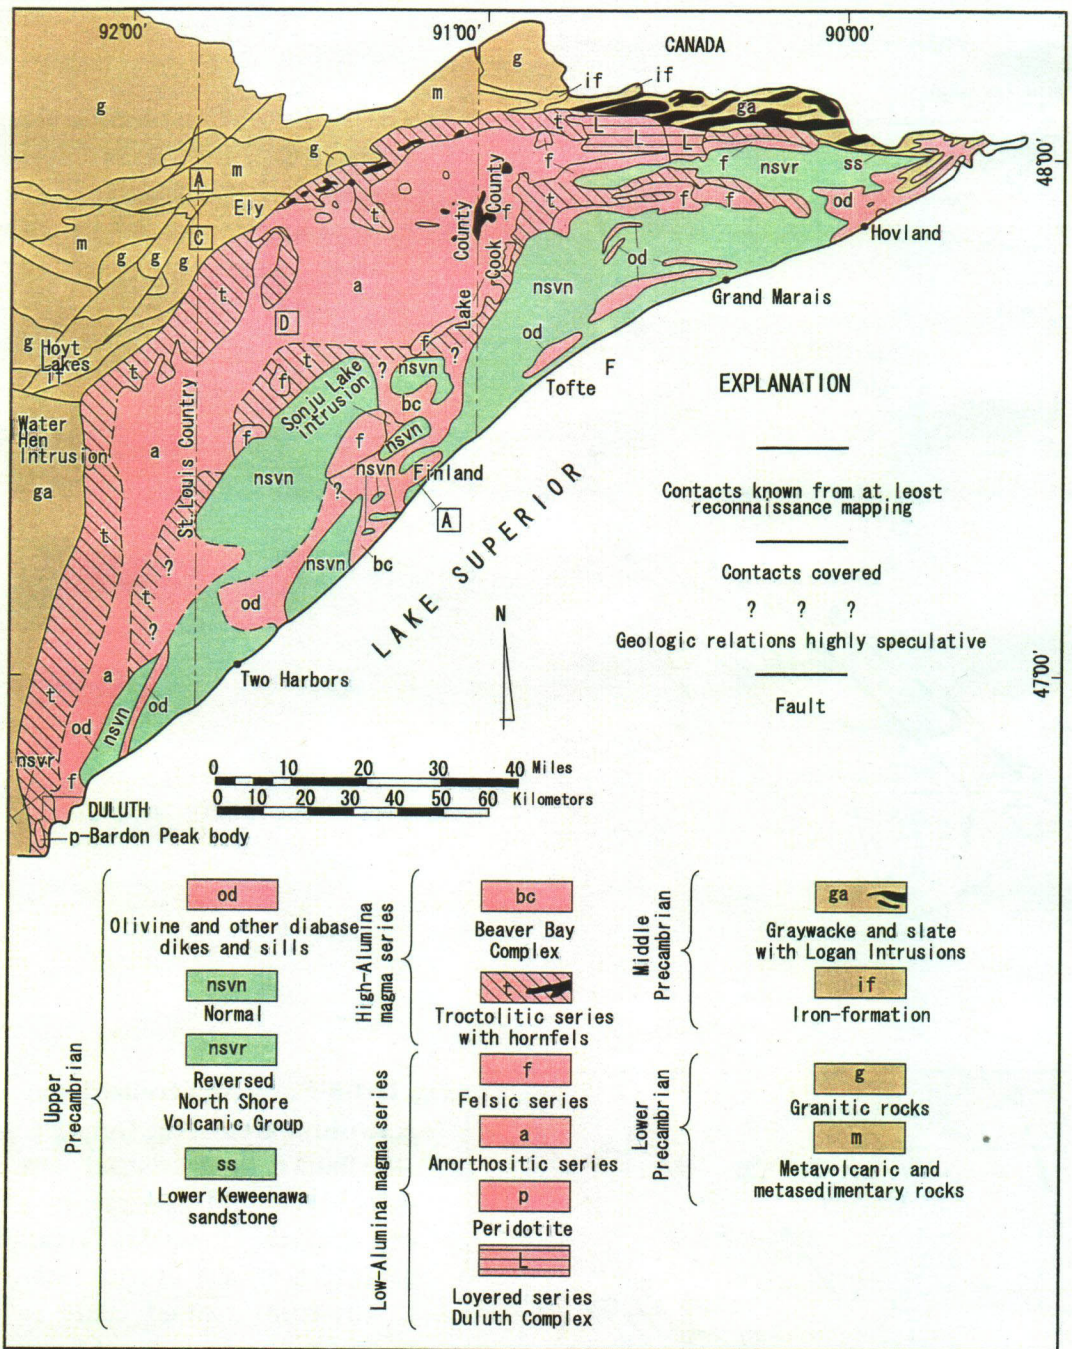 92°00'
91°00'
90°00'
CANADA
g
if
if
g
m
ga
t
L
L
L
g
m
f
f
nsvr
ss
48°00'
A
t
f
t
f
f
od
Ely
County
County
Hovland
m
C
g
g
g
a
Lake
Cook
od
nsvn
Grand Marais
t
D
od
g
Hoyt
Lakes
if
t
f
t
f
?
?
nsvn
Tofte
F
EXPLANATION
Sonju Lake
intrusion
bc
Water
Hen
Intrusion
a
St.Louis Country
f
f
nsvn
nsvn
nsvn
Finland
ga
?
A
Contacts known from at leost
reconnaissance mapping
t
?
nsvn
bc
LAKE SUPERIOR
Contacts covered
t
?
od
N
? ? ?
Geologic relations highly speculative
Two Harbors
47°00'
a
t
od
nsvn
od
Fault
nsvr
f
0 10 20 30 40 Miles
0 10 20 30 40 50 60 Kilometors
DULUTH
p-Bardon Peak body
Upper
Precambrian
od
Olivine and other diabase
dikes and sills
nsvn
Normal
nsvr
Reversed
North Shore
Volcanic Group
ss
Lower Keweenawa
sandstone
High-Alumina
magma series
bc
Beaver Bay
Complex
t
Troctolitic series
with hornfels
Low-Alumina magma series
f
Felsic series
a
Anorthositic series
p
Peridotite
L
Loyered series
Duluth Complex
Middle
Precambrian
ga
Graywacke and slate
with Logan Intrusions
if
Iron-formation
Lower
Precambrian
g
Granitic rocks
m
Metavolcanic and
metasedimentary rocks